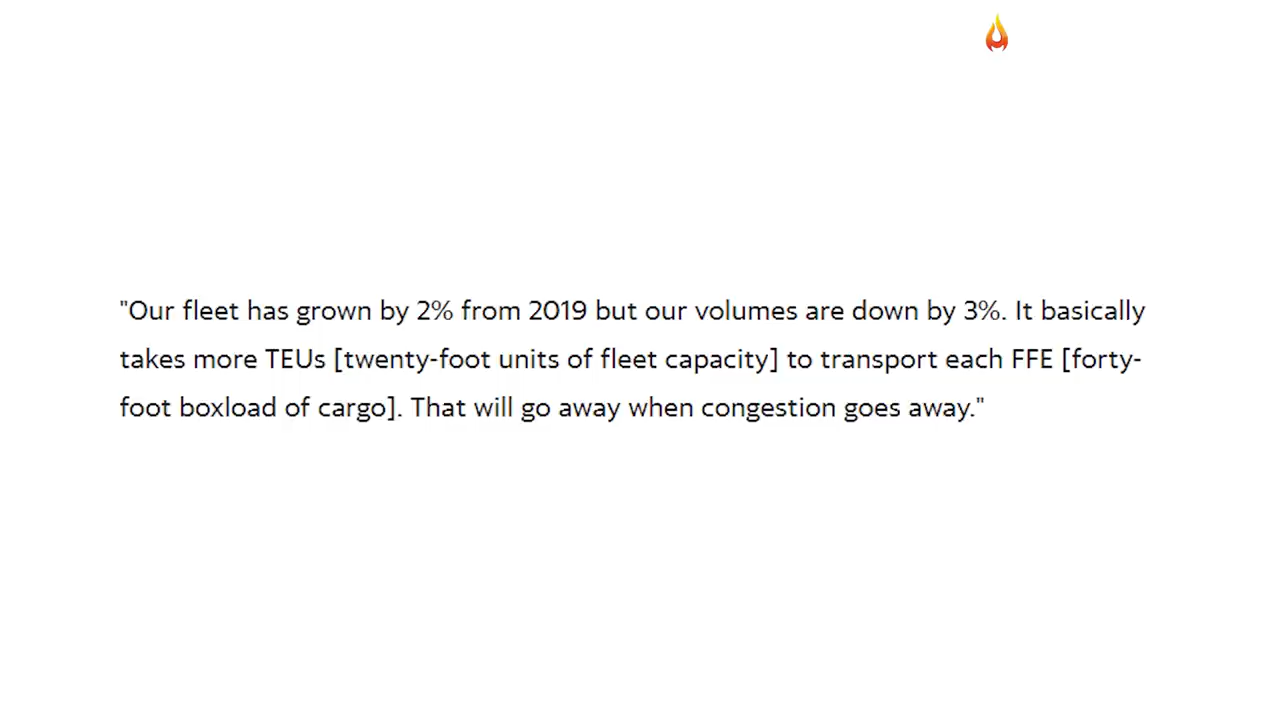 "Our fleet has grown by 2% from 2019 but our volumes are down by 3%. It basically
takes more TEUs [twenty-foot units of fleet capacity] to transport each FFE [forty-
foot boxload of cargo]. That will go away when congestion goes away."